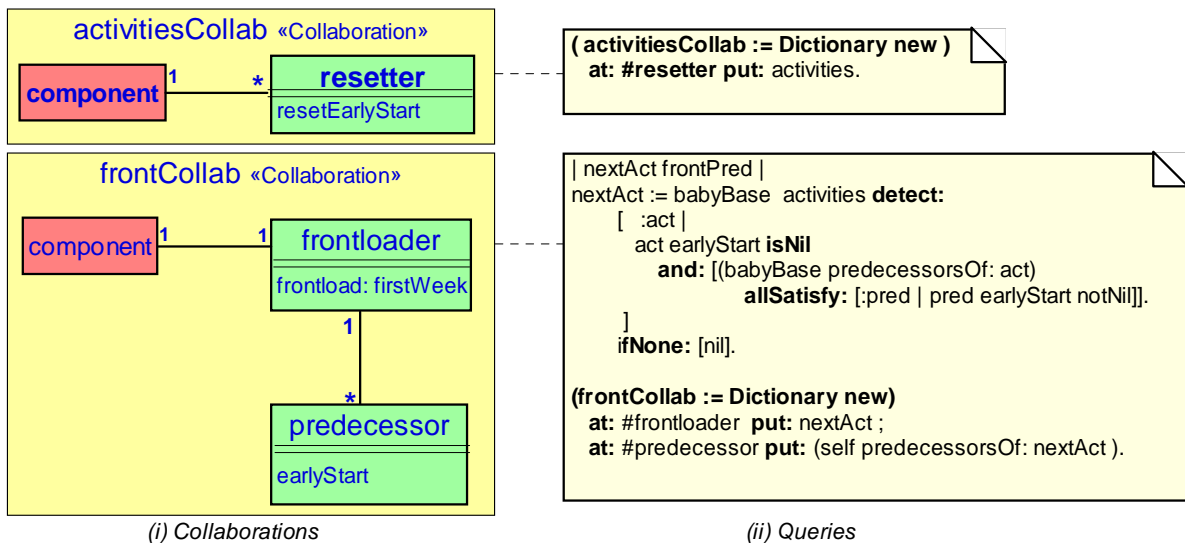 activitiesCollab «Collaboration»
component
1
*
resetter
resetEarlyStart
( activitiesCollab := Dictionary new )
at: #resetter put: activities.
frontCollab «Collaboration»
component
1
1
frontloader
frontload: firstWeek
1
*
predecessor
earlyStart
| nextAct frontPred |
nextAct := babyBase activities detect:
[ :act |
act earlyStart isNil
and: [(babyBase predecessorsOf: act)
allSatisfy: [:pred | pred earlyStart notNil]].
]
ifNone: [nil].
(frontCollab := Dictionary new)
at: #frontloader put: nextAct ;
at: #predecessor put: (self predecessorsOf: nextAct ).
(i) Collaborations
(ii) Queries